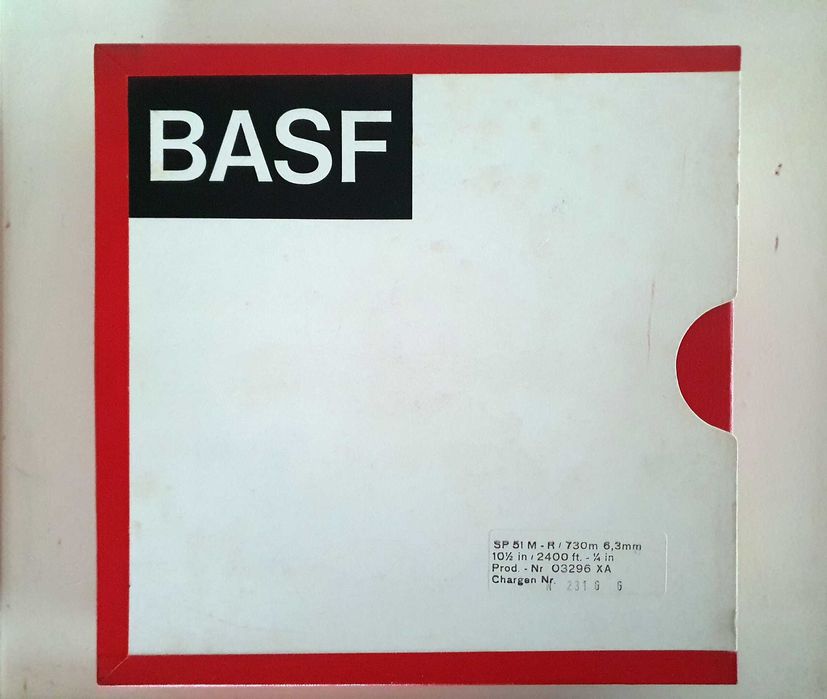 BASF
SP 51 M - R / 730m 6,3mm
10½ in / 2400 ft. - ¼ in
Prod. - Nr 03296 XA
Chargen Nr.